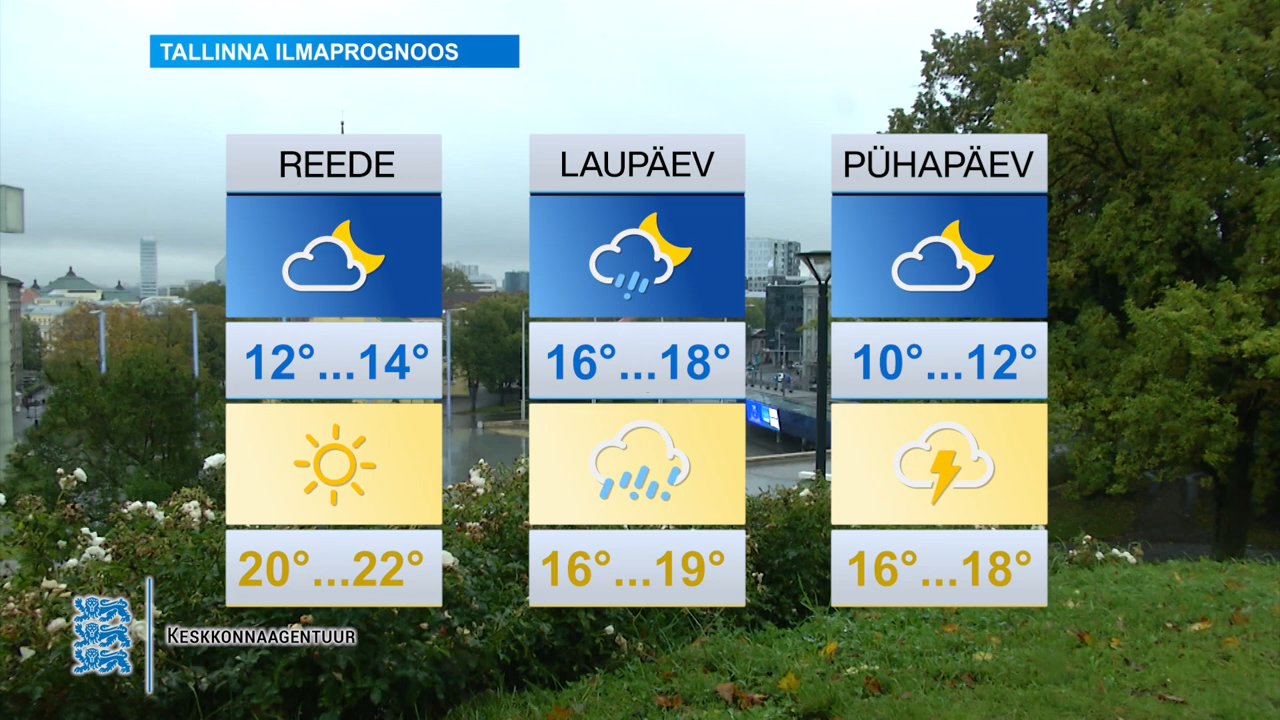 TALLINNA ILMAPROGNOOS
REEDE
12°...14°
20°...22°
LAUPÄEV
16°...18°
16°...19°
PÜHAPÄEV
10°...12°
16°...18°
KESKKONNAAGENTUUR